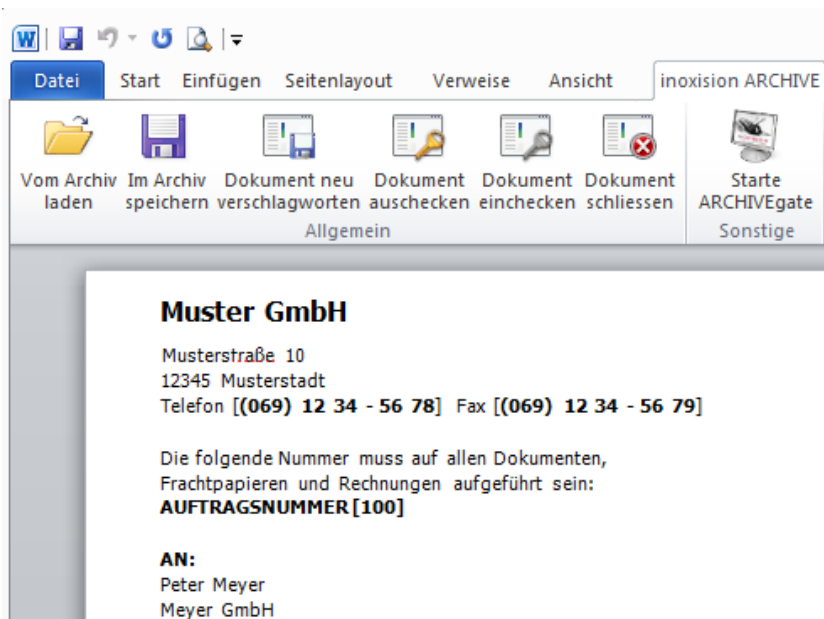 W
Datei Start Einfügen Seitenlayout Verweise Ansicht inoxision ARCHIVE
Vom Archiv laden Im Archiv speichern Dokument neu verschlagworten Dokument auschecken Dokument einchecken Dokument schliessen Starte ARCHIVEgate
Allgemein Sonstige
Muster GmbH
Musterstraße 10
12345 Musterstadt
Telefon [(069) 12 34 - 56 78] Fax [(069) 12 34 - 56 79]
Die folgende Nummer muss auf allen Dokumenten,
Frachtpapieren und Rechnungen aufgeführt sein:
AUFTRAGSNUMMER[100]
AN:
Peter Meyer
Meyer GmbH